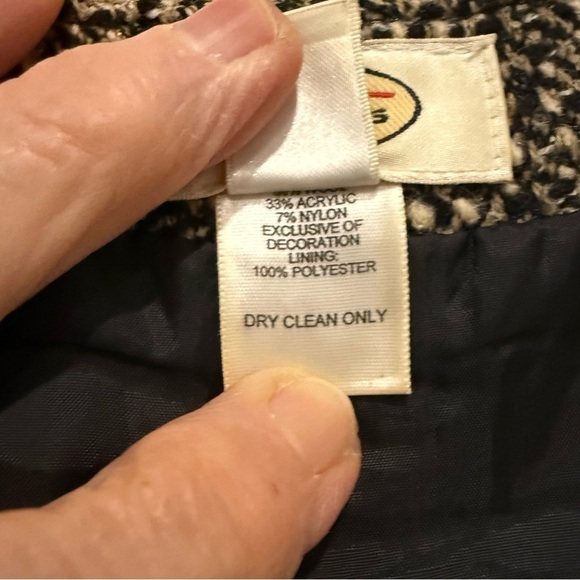 33% ACRYLIC
7% NYLON
EXCLUSIVE OF
DECORATION
LINING:
100% POLYESTER
DRY CLEAN ONLY